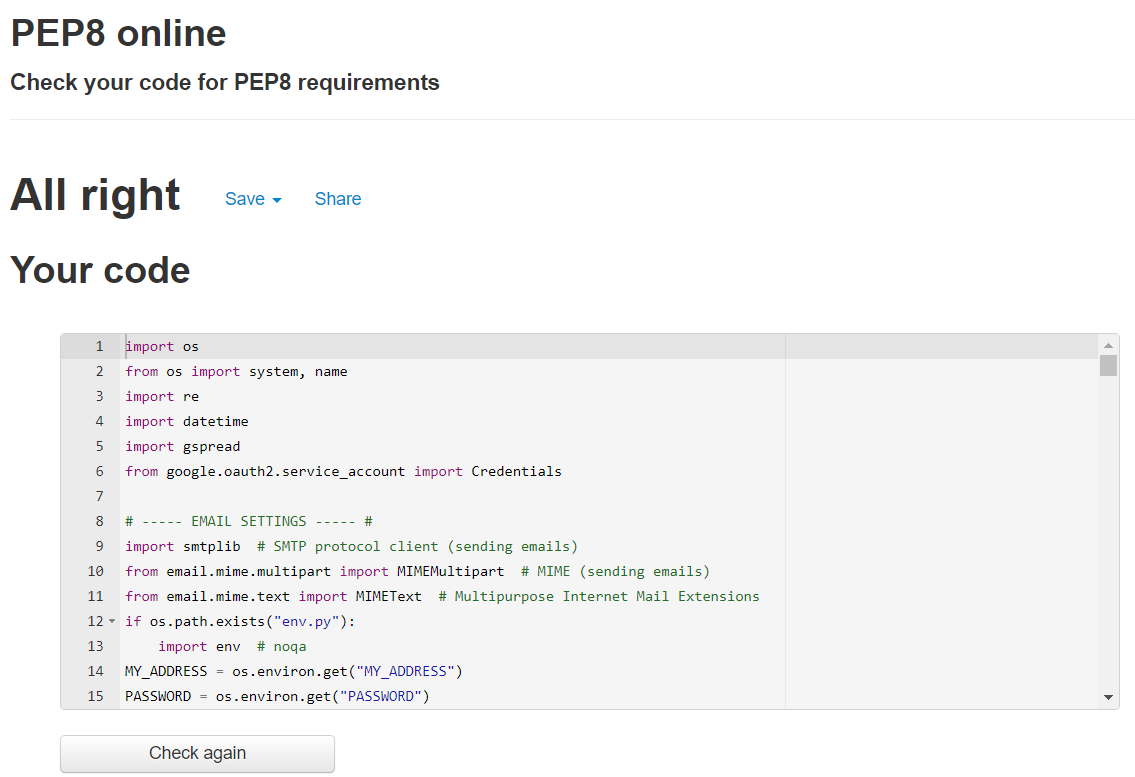 PEP8 online
Check your code for PEP8 requirements
All right Save Share
Your code
1 import os
2 from os import system, name
3 import re
4 import datetime
5 import gspread
6 from google.oauth2.service_account import Credentials
7
8 # ----- EMAIL SETTINGS ----- #
9 import smtplib  # SMTP protocol client (sending emails)
10 from email.mime.multipart import MIMEMultipart  # MIME (sending emails)
11 from email.mime.text import MIMEText  # Multipurpose Internet Mail Extensions
12 if os.path.exists("env.py"):
13     import env  # noqa
14 MY_ADDRESS = os.environ.get("MY_ADDRESS")
15 PASSWORD = os.environ.get("PASSWORD")
Check again